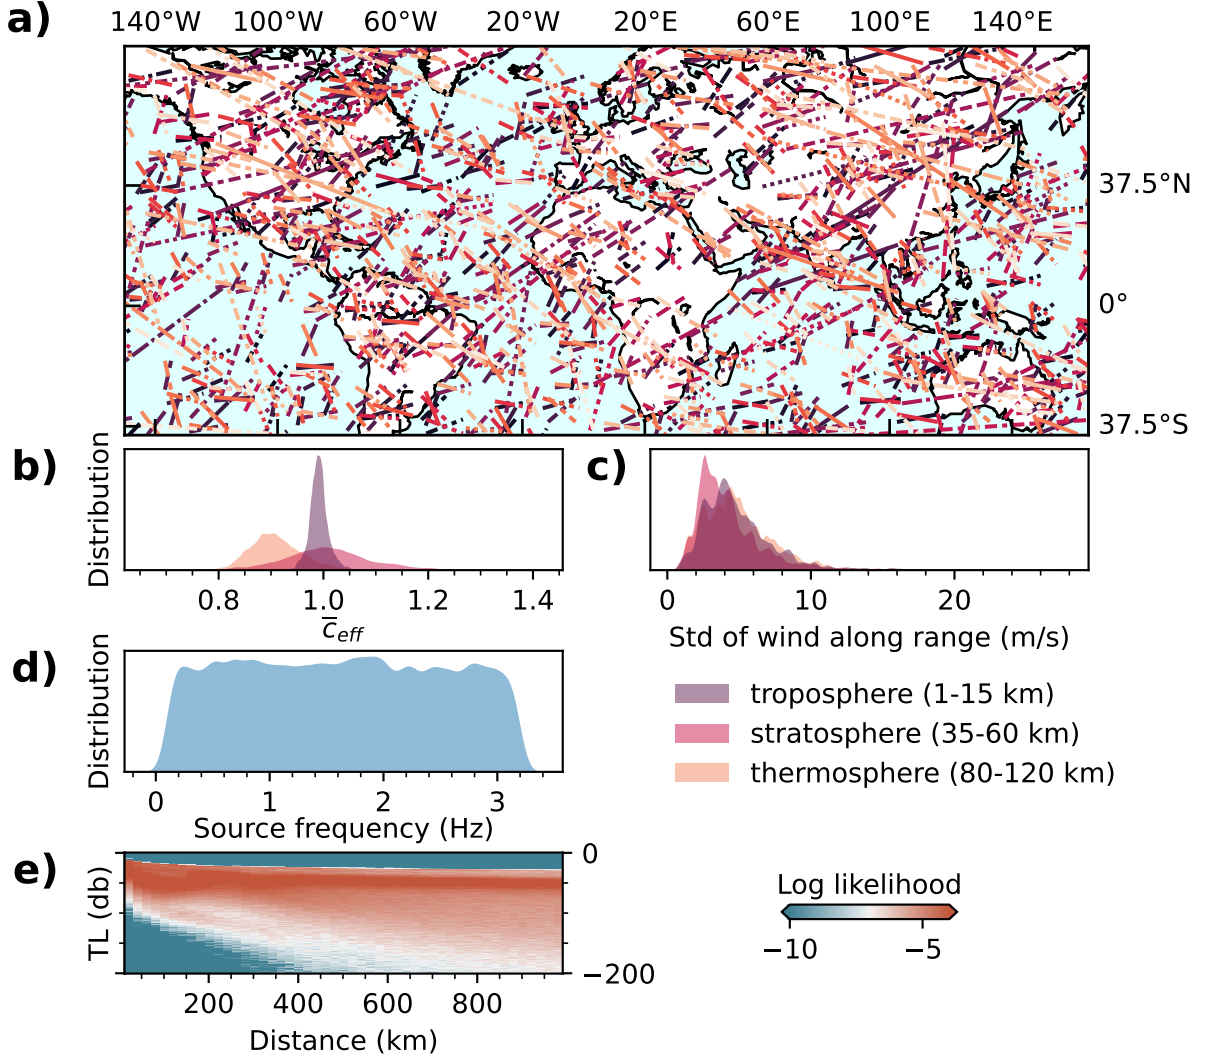 a)
140°W 100°W 60°W 20°W 20°E 60°E 100°E 140°E
37.5°N
0°
37.5°S
b)
Distribution
0.8 1.0 1.2 1.4
c̅eff
c)
0 10 20
Std of wind along range (m/s)
d)
Distribution
0 1 2 3
Source frequency (Hz)
troposphere (1-15 km)
stratosphere (35-60 km)
thermosphere (80-120 km)
e)
TL (db)
0
−200
200 400 600 800
Distance (km)
Log likelihood
−10 −5